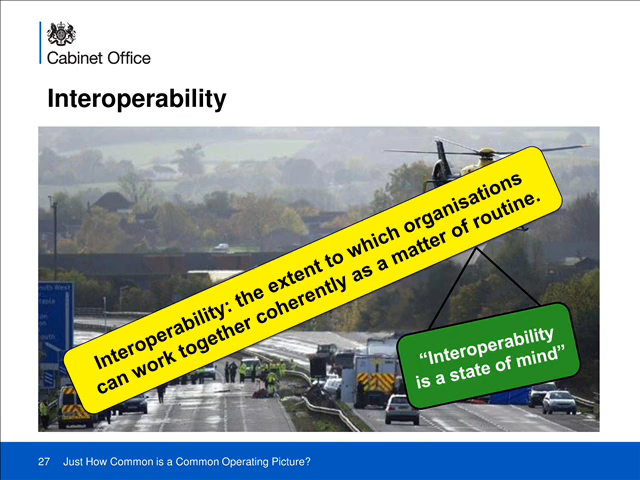 Cabinet Office
Interoperability
Interoperability: the extent to which organisations
can work together coherently as a matter of routine.
“Interoperability
is a state of mind”
27 Just How Common is a Common Operating Picture?